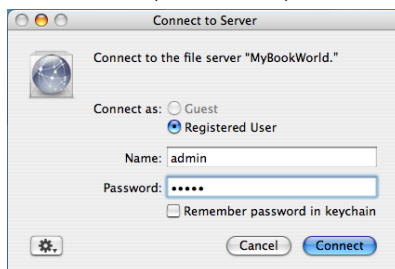 Connect to Server
Connect to the file server "MyBookWorld."
Connect as: Guest
Registered User
Name: admin
Password: •••••
Remember password in keychain
Cancel Connect